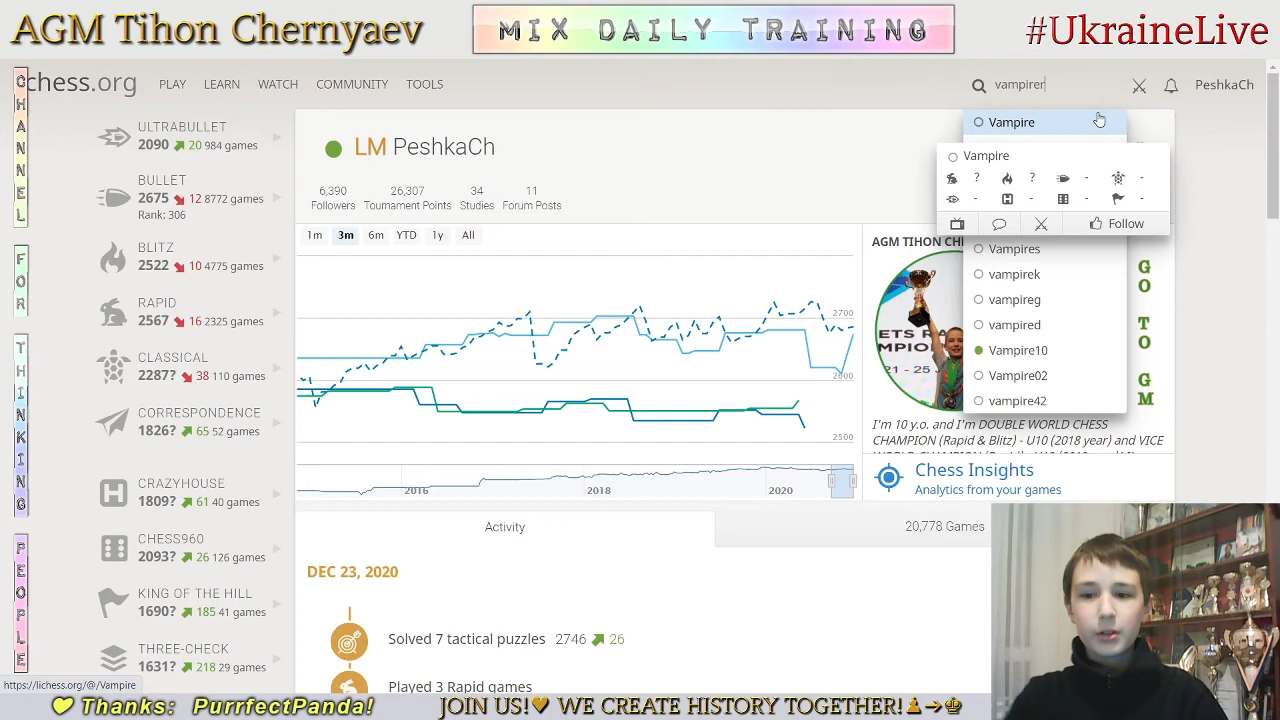 AGM Tihon Chernyaev
MIX DAILY TRAINING
#UkraineLive
CHANNEL
FOR
THINKING
PEOPLE
chess.org
PLAY LEARN WATCH COMMUNITY TOOLS
vampirer
PeshkaCh
ULTRABULLET
2090 20 984 games
BULLET
2675 12 8772 games
Rank: 306
BLITZ
2522 10 4775 games
RAPID
2567 16 2325 games
CLASSICAL
2287? 38 110 games
CORRESPONDENCE
1826? 65 52 games
CRAZYHOUSE
1809? 61 40 games
CHESS960
2093? 26 126 games
KING OF THE HILL
1690? 185 41 games
THREE-CHECK
1631? 218 29 games
LM PeshkaCh
6,390 26,307 34 11
Followers Tournament Points Studies Forum Posts
1m 3m 6m YTD 1y All
2700
2600
2500
2016 2018 2020
Vampire
Vampire
? ? - -
- - - -
Follow
Vampires
vampirek
vampireg
vampired
Vampire10
Vampire02
vampire42
AGM TIHON CH
ETS RA
MPION
21 - 25 J
GO
TO
GM
I'm 10 y.o. and I'm DOUBLE WORLD CHESS
CHAMPION (Rapid & Blitz) - U10 (2018 year) and VICE
Chess Insights
Analytics from your games
Activity
20,778 Games
DEC 23, 2020
Solved 7 tactical puzzles 2746 26
Played 3 Rapid games
https://lichess.org/@/Vampire
Thanks: PurrfectPanda!
JOIN US! WE CREATE HISTORY TOGETHER!